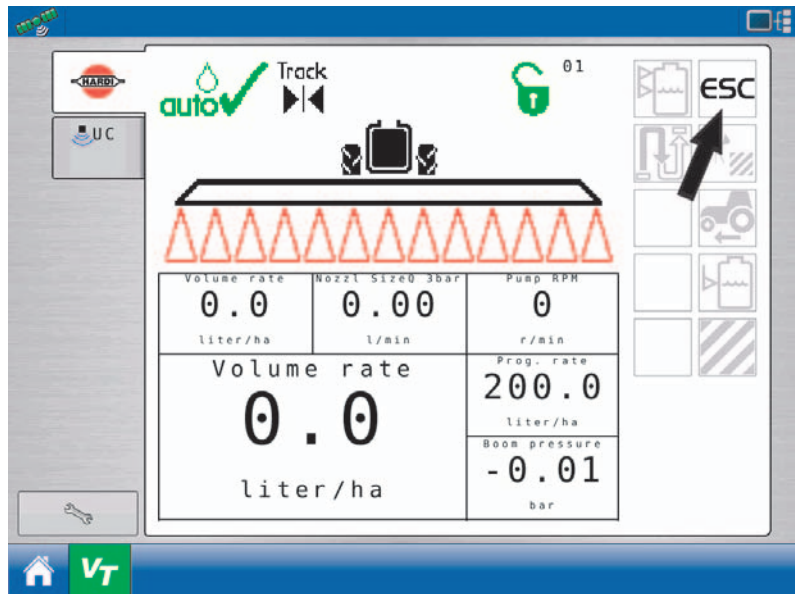 HARDI
UC
auto
Track
01
ESC
Volume rate
0.0
liter/ha
Nozzl SizeQ 3bar
0.00
l/min
Pump RPM
0
r/min
Volume rate
0.0
liter/ha
Prog. rate
200.0
liter/ha
Boom pressure
-0.01
bar
VT